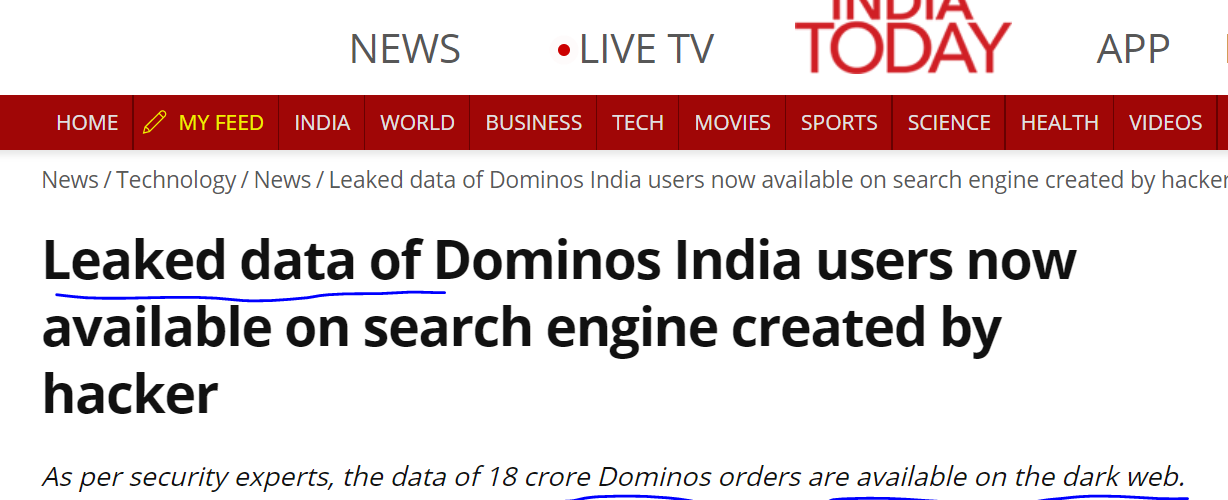 INDIA
NEWS
LIVE TV
TODAY
APP
HOME
MY FEED
INDIA
WORLD
BUSINESS
TECH
MOVIES
SPORTS
SCIENCE
HEALTH
VIDEOS
News / Technology / News / Leaked data of Dominos India users now available on search engine created by hacker
Leaked data of Dominos India users now
available on search engine created by
hacker
As per security experts, the data of 18 crore Dominos orders are available on the dark web.